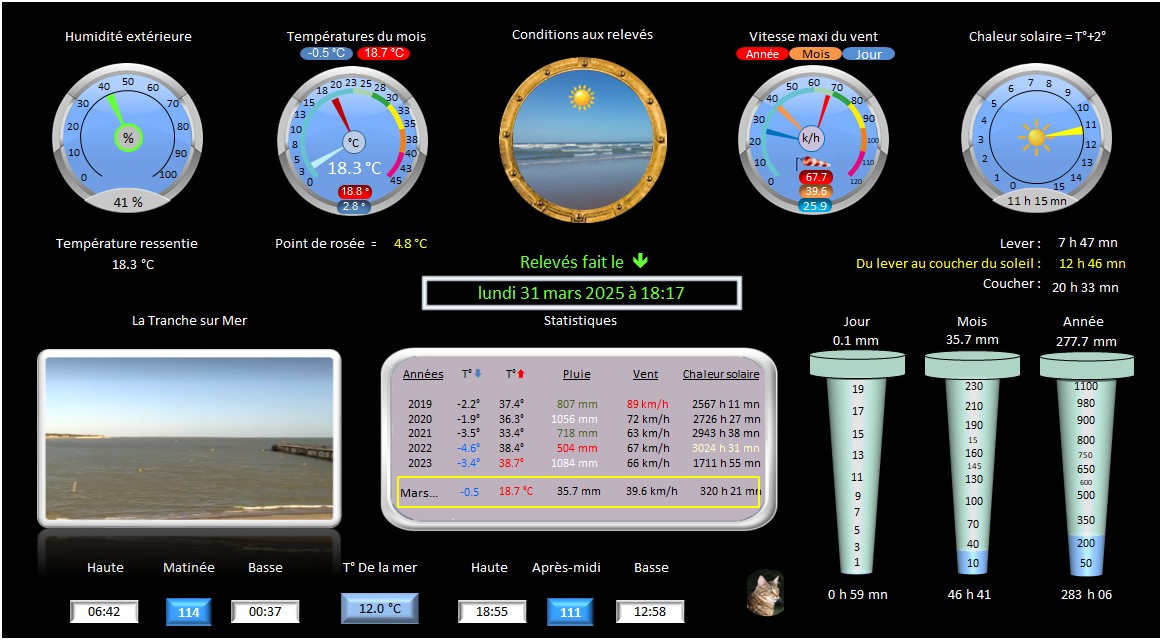 Humidité extérieure
Températures du mois
Conditions aux relevés
Vitesse maxi du vent
Chaleur solaire = T°+2°
-0.5 °C 18.7 °C
Année Mois Jour
0 10 20 30 40 50 60 70 80 90 100
%
41 %
0 3 5 8 10 13 15 18 20 23 25 28 30 33 35 38 40 43 45
°C
18.3 °C
18.8 °
2.8 °
0 10 20 30 40 50 60 70 80 90 100 110 120
k/h
67.7
39.6
25.9
0 1 2 3 4 5 6 7 8 9 10 11 12 13 14 15
11 h 15 mn
Température ressentie
18.3 °C
Point de rosée = 4.8 °C
Relevés fait le
lundi 31 mars 2025 à 18:17
Lever : 7 h 47 mn
Du lever au coucher du soleil : 12 h 46 mn
Coucher : 20 h 33 mn
La Tranche sur Mer
Statistiques
Années T° T° Pluie Vent Chaleur solaire
2019 -2.2° 37.4° 807 mm 89 km/h 2567 h 11 mn
2020 -1.9° 36.3° 1056 mm 72 km/h 2726 h 27 mn
2021 -3.5° 33.4° 718 mm 63 km/h 2943 h 38 mn
2022 -4.6° 38.4° 504 mm 67 km/h 3024 h 31 mn
2023 -3.4° 38.7° 1084 mm 66 km/h 1711 h 55 mn
Mars... -0.5 18.7 °C 35.7 mm 39.6 km/h 320 h 21 mn
Jour
0.1 mm
19
17
15
13
11
9
7
5
3
1
0 h 59 mn
Mois
35.7 mm
230
210
190
15
160
145
130
100
70
40
10
46 h 41
Année
277.7 mm
1100
980
900
800
750
650
600
500
350
200
50
283 h 06
Haute Matinée Basse
06:42 114 00:37
T° De la mer
12.0 °C
Haute Après-midi Basse
18:55 111 12:58